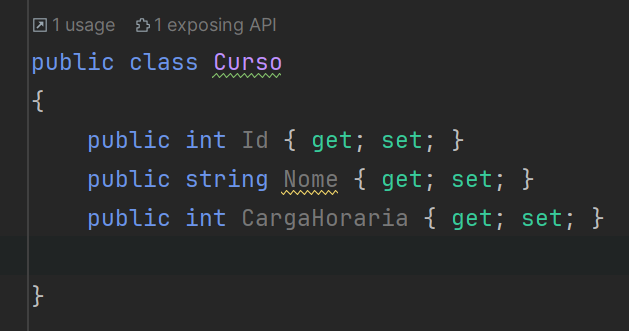 1 usage 1 exposing API
public class Curso
{
    public int Id { get; set; }
    public string Nome { get; set; }
    public int CargaHoraria { get; set; }
}